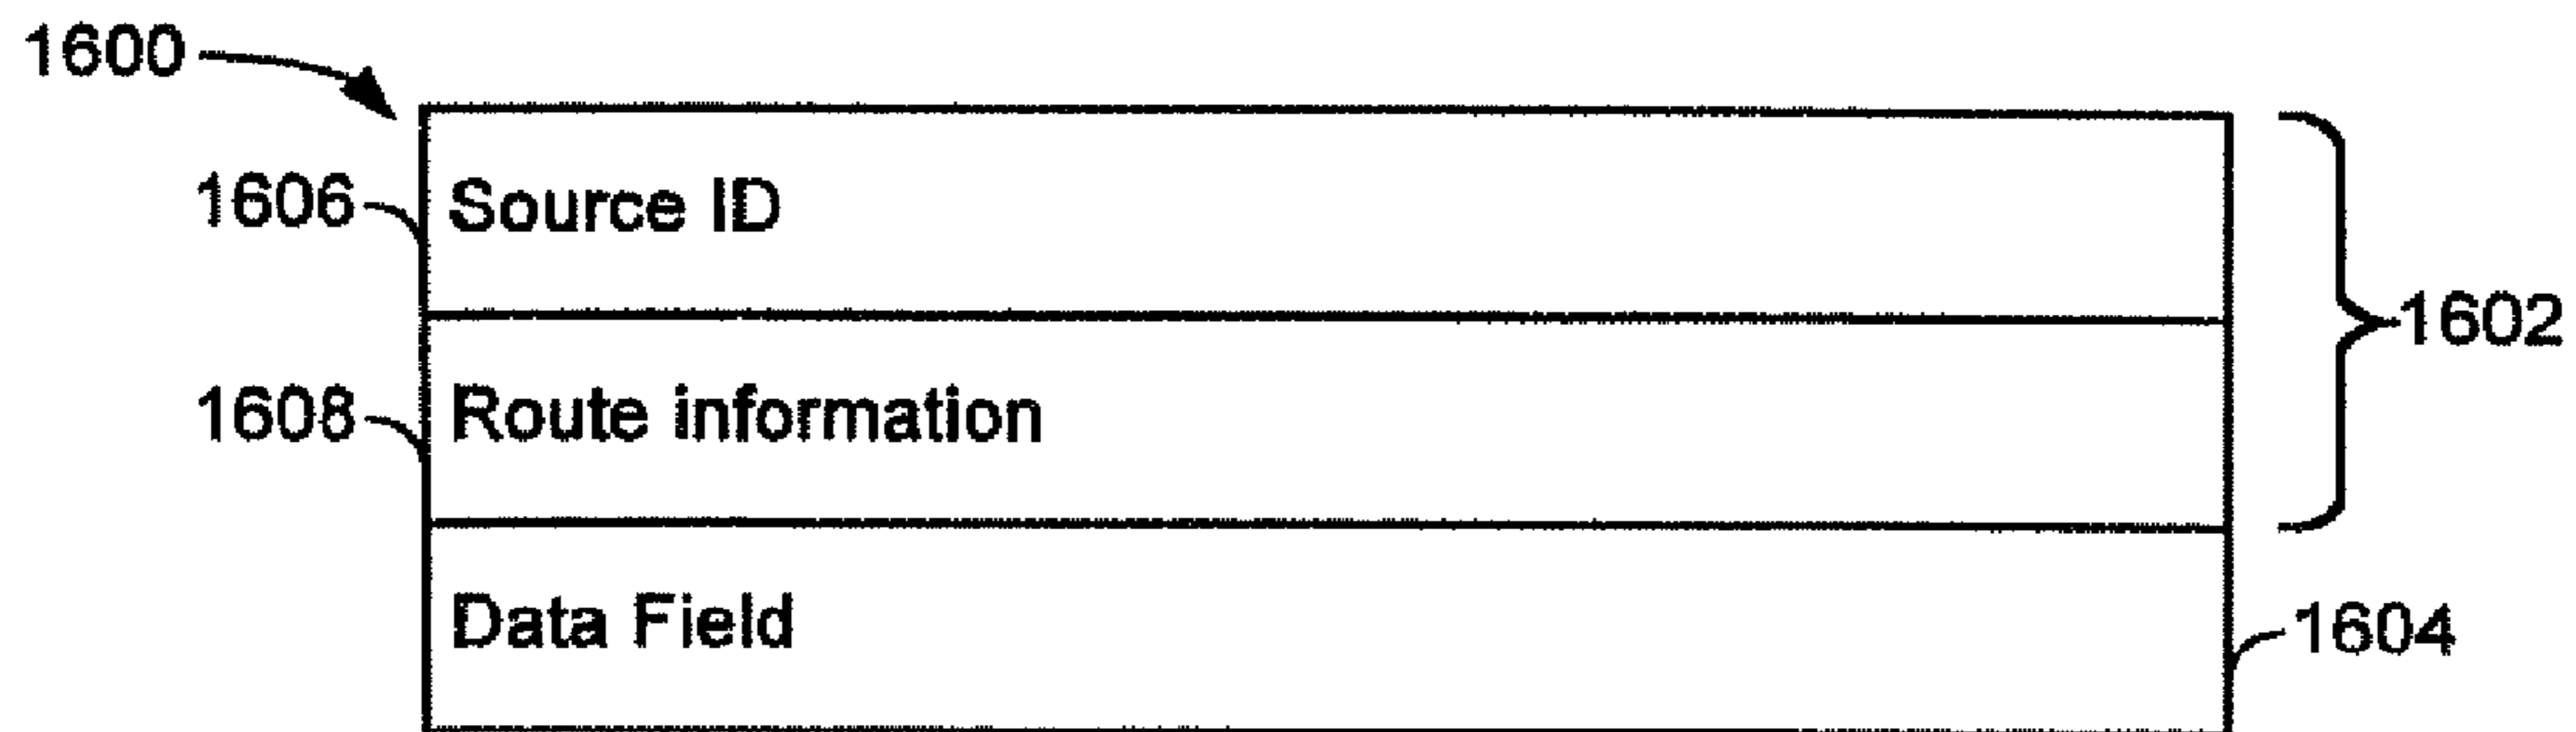 1600
1606 Source ID
1602
1608 Route information
Data Field
1604